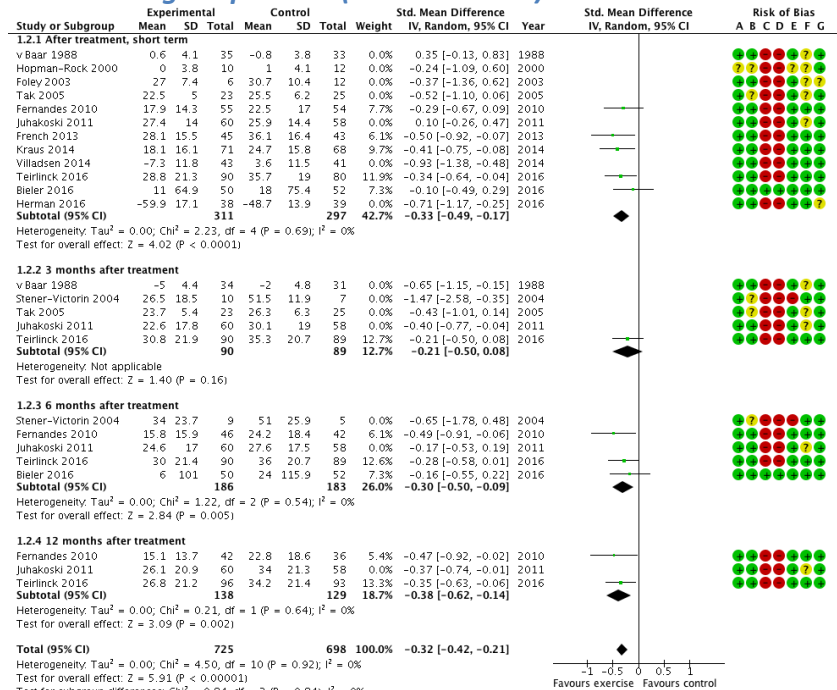 Experimental Control Std. Mean Difference Std. Mean Difference Risk of Bias
Study or Subgroup Mean SD Total Mean SD Total Weight IV, Random, 95% CI Year IV, Random, 95% CI A B C D E F G
1.2.1 After treatment, short term
v Baar 1988 0.6 4.1 35 -0.8 3.8 33 0.0% 0.35 [-0.13, 0.83] 1988
Hopman-Rock 2000 0 3.8 10 1 4.1 12 0.0% -0.24 [-1.09, 0.60] 2000
Foley 2003 27 7.4 6 30.7 10.4 12 0.0% -0.37 [-1.36, 0.62] 2003
Tak 2005 22.5 5 23 25.5 6.2 25 0.0% -0.52 [-1.10, 0.06] 2005
Fernandes 2010 17.9 14.3 55 22.5 17 54 7.7% -0.29 [-0.67, 0.09] 2010
Juhakoski 2011 27.4 14 60 25.9 14.4 58 0.0% 0.10 [-0.26, 0.47] 2011
French 2013 28.1 15.5 45 36.1 16.4 43 6.1% -0.50 [-0.92, -0.07] 2013
Kraus 2014 18.1 16.1 71 24.7 15.8 68 9.7% -0.41 [-0.75, -0.08] 2014
Villadsen 2014 -7.3 11.8 43 3.6 11.5 41 0.0% -0.93 [-1.38, -0.48] 2014
Teirlinck 2016 28.8 21.3 90 35.7 19 80 11.9% -0.34 [-0.64, -0.04] 2016
Bieler 2016 11 64.9 50 18 75.4 52 7.3% -0.10 [-0.49, 0.29] 2016
Herman 2016 -59.9 17.1 38 -48.7 13.9 39 0.0% -0.71 [-1.17, -0.25] 2016
Subtotal (95% CI) 311 297 42.7% -0.33 [-0.49, -0.17]
Heterogeneity: Tau² = 0.00; Chi² = 2.23, df = 4 (P = 0.69); I² = 0%
Test for overall effect: Z = 4.02 (P < 0.0001)
1.2.2 3 months after treatment
v Baar 1988 -5 4.4 34 -2 4.8 31 0.0% -0.65 [-1.15, -0.15] 1988
Stener-Victorin 2004 26.5 18.5 10 51.5 11.9 7 0.0% -1.47 [-2.58, -0.35] 2004
Tak 2005 23.7 5.4 23 26.3 6.3 25 0.0% -0.43 [-1.01, 0.14] 2005
Juhakoski 2011 22.6 17.8 60 30.1 19 58 0.0% -0.40 [-0.77, -0.04] 2011
Teirlinck 2016 30.8 21.9 90 35.3 20.7 89 12.7% -0.21 [-0.50, 0.08] 2016
Subtotal (95% CI) 90 89 12.7% -0.21 [-0.50, 0.08]
Heterogeneity: Not applicable
Test for overall effect: Z = 1.40 (P = 0.16)
1.2.3 6 months after treatment
Stener-Victorin 2004 34 23.7 9 51 25.9 5 0.0% -0.65 [-1.78, 0.48] 2004
Fernandes 2010 15.8 15.9 46 24.2 18.4 42 6.1% -0.49 [-0.91, -0.06] 2010
Juhakoski 2011 24.6 17 60 27.6 17.5 58 0.0% -0.17 [-0.53, 0.19] 2011
Teirlinck 2016 30 21.4 90 36 20.7 89 12.6% -0.28 [-0.58, 0.01] 2016
Bieler 2016 6 101 50 24 115.9 52 7.3% -0.16 [-0.55, 0.22] 2016
Subtotal (95% CI) 186 183 26.0% -0.30 [-0.50, -0.09]
Heterogeneity: Tau² = 0.00; Chi² = 1.22, df = 2 (P = 0.54); I² = 0%
Test for overall effect: Z = 2.84 (P = 0.005)
1.2.4 12 months after treatment
Fernandes 2010 15.1 13.7 42 22.8 18.6 36 5.4% -0.47 [-0.92, -0.02] 2010
Juhakoski 2011 26.1 20.9 60 34 21.3 58 0.0% -0.37 [-0.74, -0.01] 2011
Teirlinck 2016 26.8 21.2 96 34.2 21.4 93 13.3% -0.35 [-0.63, -0.06] 2016
Subtotal (95% CI) 138 129 18.7% -0.38 [-0.62, -0.14]
Heterogeneity: Tau² = 0.00; Chi² = 0.21, df = 1 (P = 0.64); I² = 0%
Test for overall effect: Z = 3.09 (P = 0.002)
Total (95% CI) 725 698 100.0% -0.32 [-0.42, -0.21]
Heterogeneity: Tau² = 0.00; Chi² = 4.50, df = 10 (P = 0.92); I² = 0%
Test for overall effect: Z = 5.91 (P < 0.00001)
-1 -0.5 0 0.5 1
Favours exercise Favours control